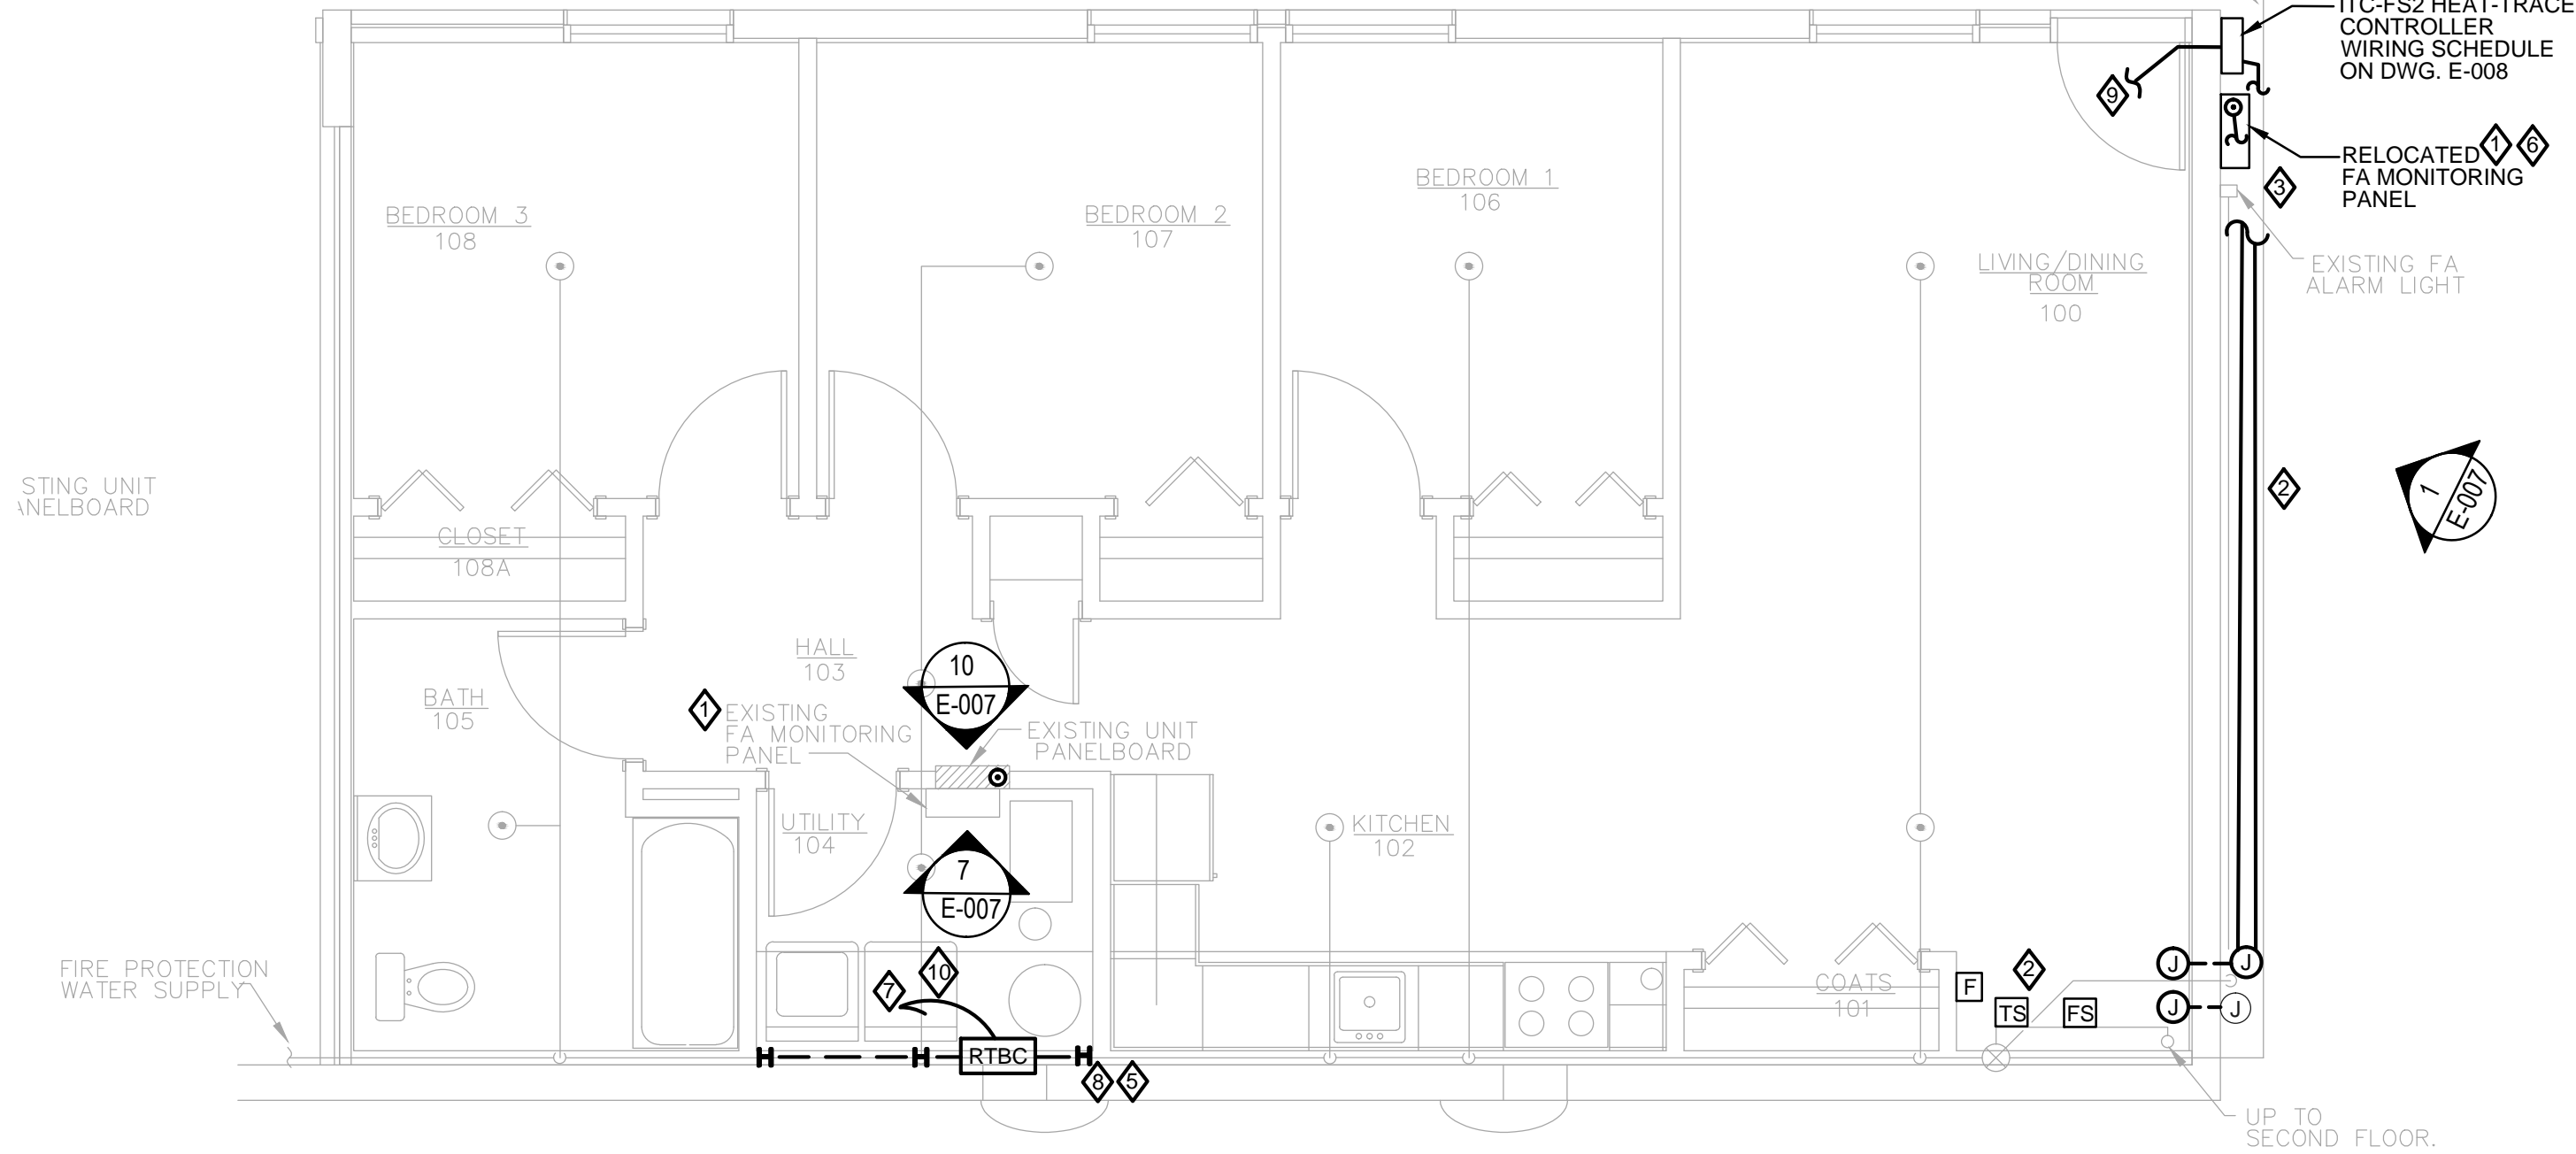 ITC-FS2 HEAT-TRACE
CONTROLLER
WIRING SCHEDULE
ON DWG. E-008
9
RELOCATED 1 6
FA MONITORING
PANEL
3
EXISTING FA
ALARM LIGHT
BEDROOM 3
108
BEDROOM 2
107
BEDROOM 1
106
LIVING/DINING
ROOM
100
STING UNIT
ANELBOARD
CLOSET
108A
2
1
E-007
HALL
103
10
E-007
BATH
105
1 EXISTING
FA MONITORING
PANEL
EXISTING UNIT
PANELBOARD
UTILITY
104
7
E-007
KITCHEN
102
FIRE PROTECTION
WATER SUPPLY
7 10
RTBC
8 5
COATS
101
F
2
TS
FS
J J
J J
UP TO
SECOND FLOOR.